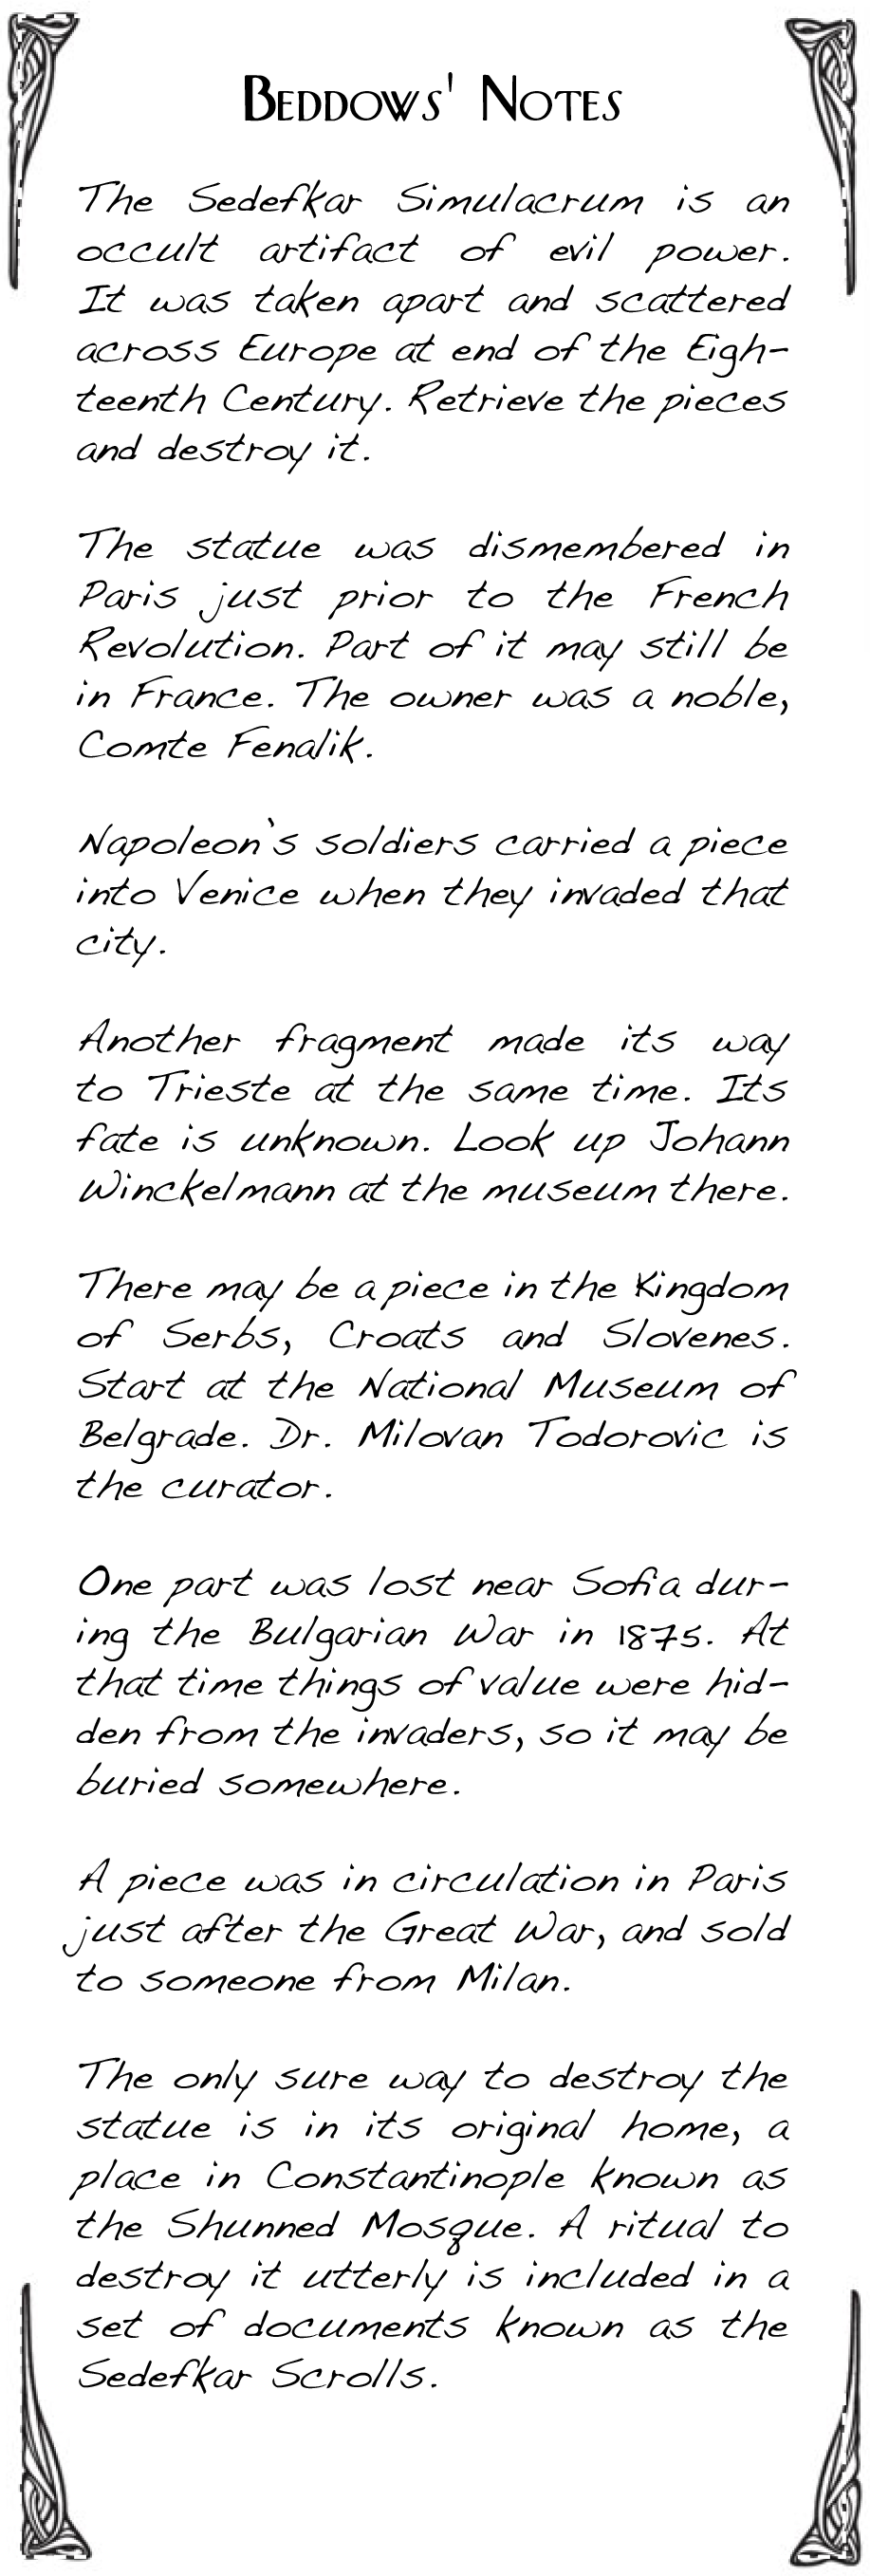 Beddows' Notes
The Sedefkar Simulacrum is an
occult artifact of evil power.
It was taken apart and scattered
across Europe at end of the Eigh-
teenth Century. Retrieve the pieces
and destroy it.
The statue was dismembered in
Paris just prior to the French
Revolution. Part of it may still be
in France. The owner was a noble,
Comte Fenalik.
Napoleon`s soldiers carried a piece
into Venice when they invaded that
city.
Another fragment made its way
to Trieste at the same time. Its
fate is unknown. Look up Johann
Winckelmann at the museum there.
There may be a piece in the Kingdom
of Serbs, Croats and Slovenes.
Start at the National Museum of
Belgrade. Dr. Milovan Todorovic is
the curator.
One part was lost near Sofia dur-
ing the Bulgarian War in 1875. At
that time things of value were hid-
den from the invaders, so it may be
buried somewhere.
A piece was in circulation in Paris
just after the Great War, and sold
to someone from Milan.
The only sure way to destroy the
statue is in its original home, a
place in Constantinople known as
the Shunned Mosque. A ritual to
destroy it utterly is included in a
set of documents known as the
Sedefkar Scrolls.